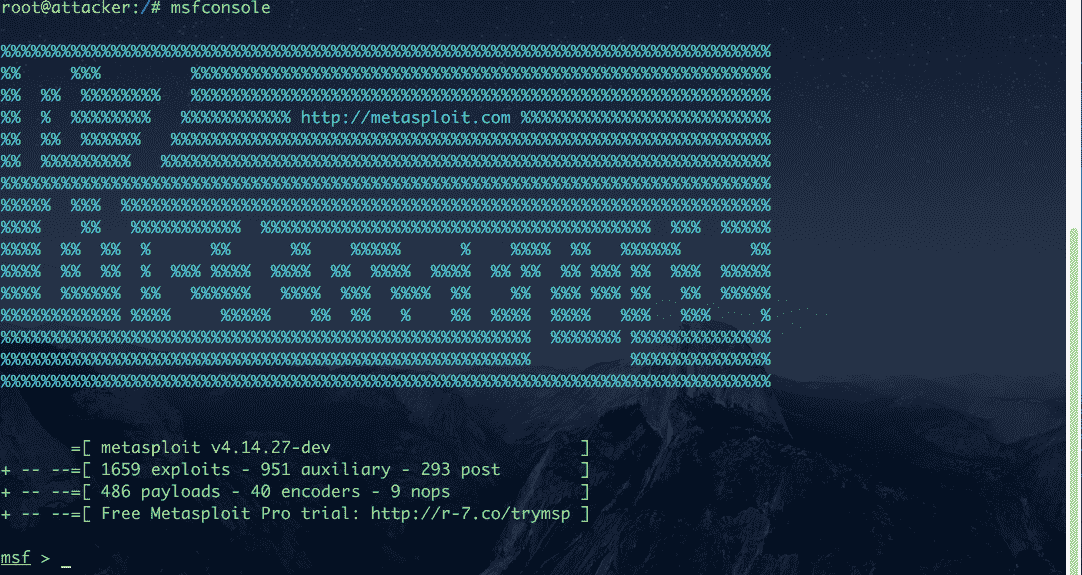 root@attacker:/# msfconsole
http://metasploit.com
=[ metasploit v4.14.27-dev ]
+ -- --=[ 1659 exploits - 951 auxiliary - 293 post ]
+ -- --=[ 486 payloads - 40 encoders - 9 nops ]
+ -- --=[ Free Metasploit Pro trial: http://r-7.co/trymsp ]
msf > _